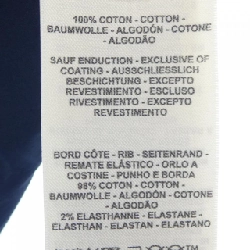 100% COTON - COTTON -
BAUMWOLLE - ALGODÓN - COTONE
- ALGODÃO
SAUF ENDUCTION - EXCLUSIVE OF
COATING - AUSSCHLIESSLICH
BESCHICHTUNG - EXCEPTO
REVESTIMIENTO - ESCLUSO
RIVESTIMENTO - EXCEPTO
REVESTIMENTO
BORD CÔTE - RIB - SEITENRAND -
REMATE ELÁSTICO - ORLO A
COSTINE - PUNHO E BORDA
98% COTON - COTTON -
BAUMWOLLE - ALGODÓN - COTONE
- ALGODÃO
2% ELASTHANNE - ELASTANE -
ELASTHAN - ELASTANO - ELASTAN -
ELASTANO